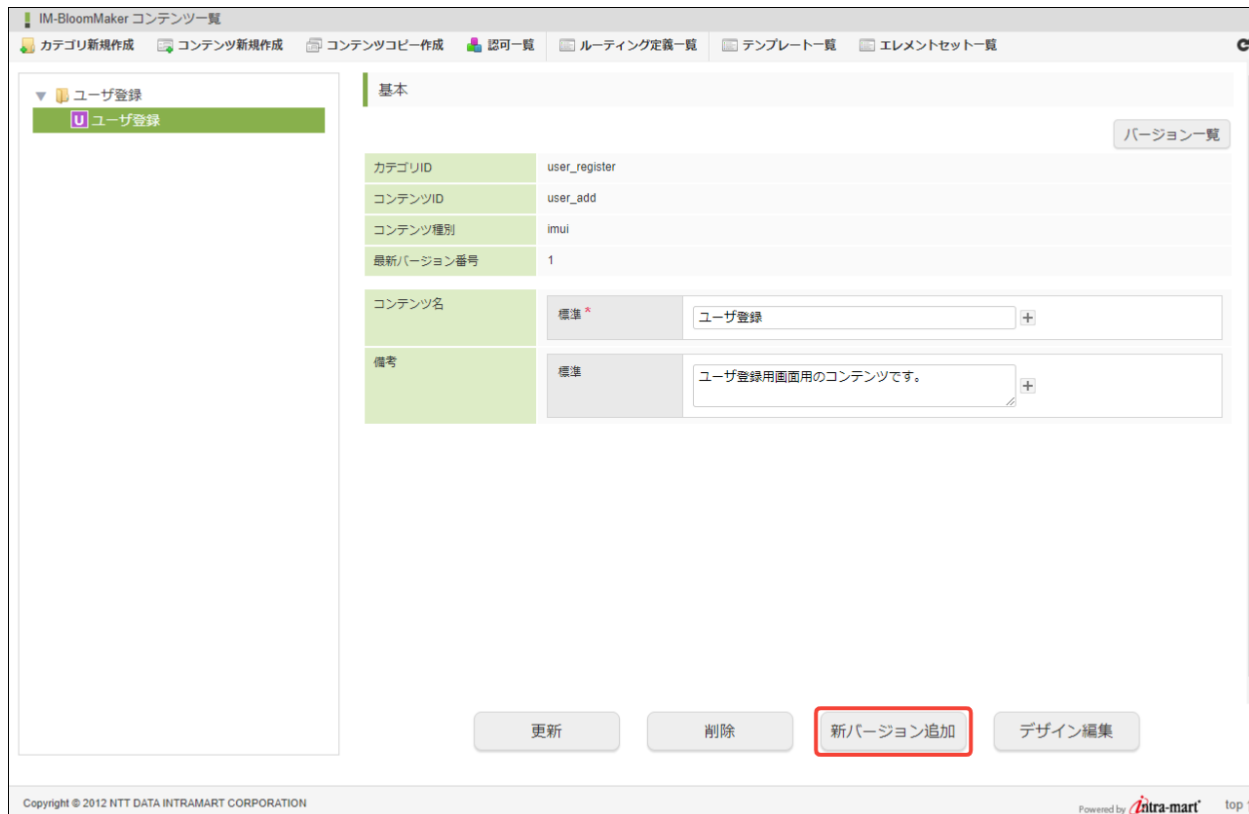 IM-BloomMaker コンテンツ一覧
カテゴリ新規作成 コンテンツ新規作成 コンテンツコピー作成 認可一覧 ルーティング定義一覧 テンプレート一覧 エレメントセット一覧
ユーザ登録
U ユーザ登録
基本
バージョン一覧
カテゴリID user_register
コンテンツID user_add
コンテンツ種別 imui
最新バージョン番号 1
コンテンツ名 標準 * ユーザ登録
備考 標準 ユーザ登録用画面用のコンテンツです。
更新 削除 新バージョン追加 デザイン編集
Copyright © 2012 NTT DATA INTRAMART CORPORATION Powered by intra-mart top